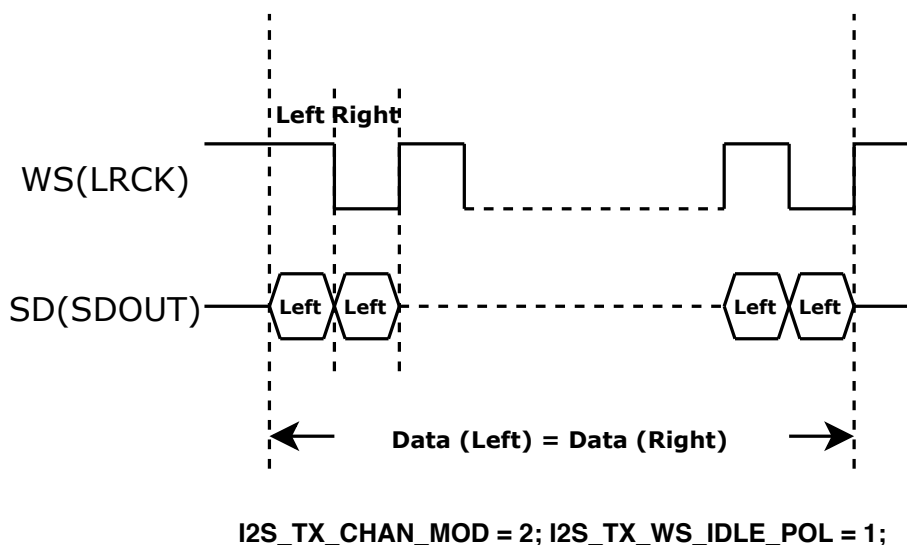 Left Right
WS(LRCK)
SD(SDOUT)
Left Left Left Left
Data (Left) = Data (Right)
I2S_TX_CHAN_MOD = 2; I2S_TX_WS_IDLE_POL = 1;